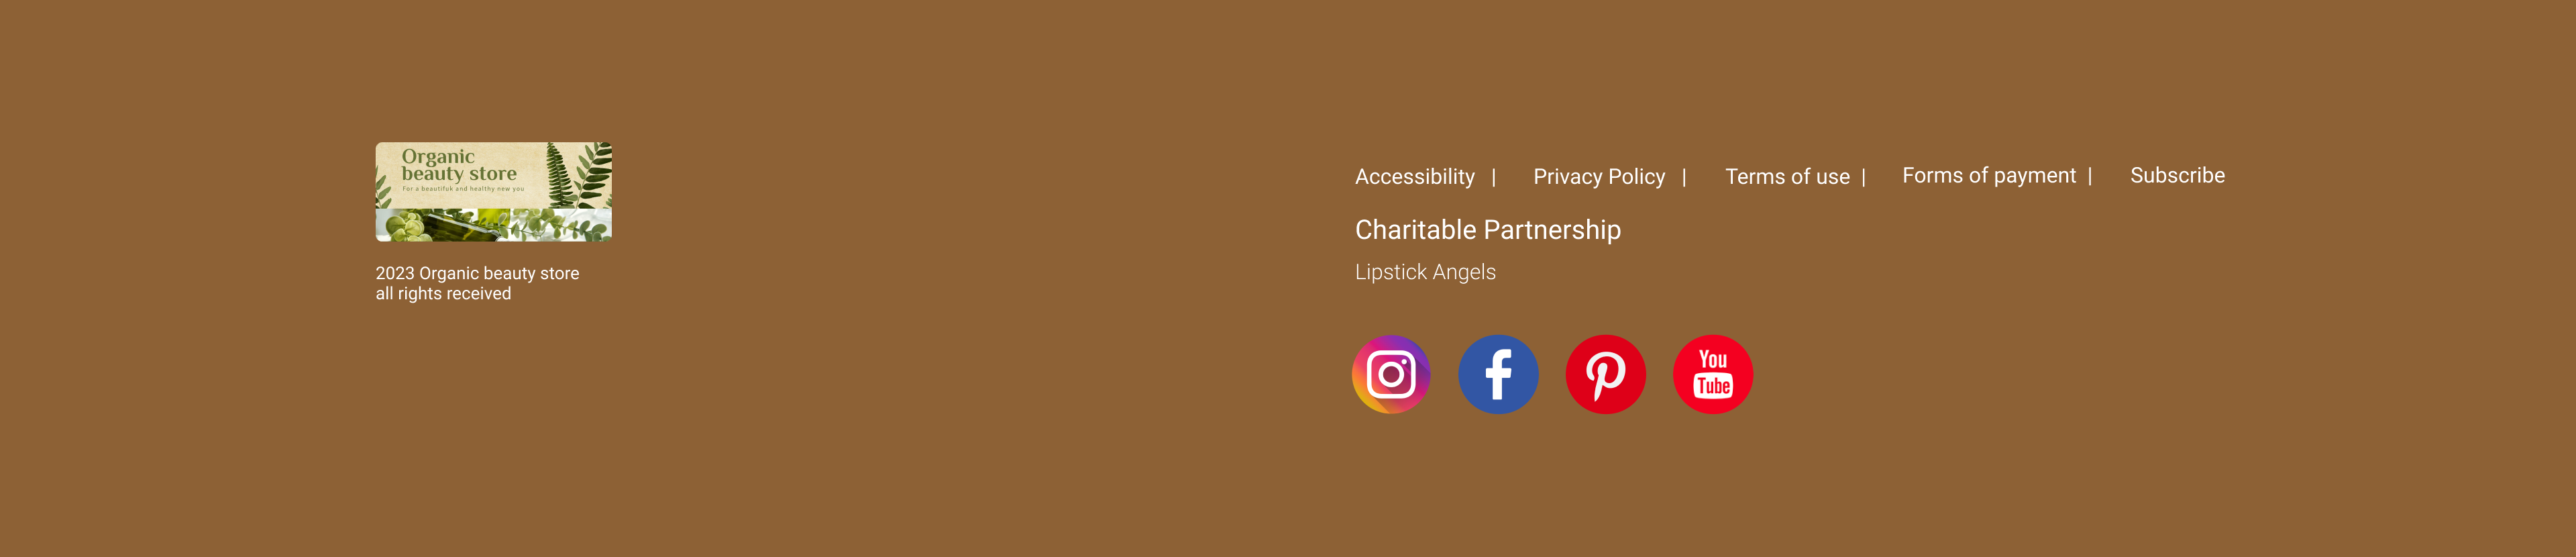 Organic
beauty store
For a beautifuk and healthy new you
2023 Organic beauty store
all rights received
Accessibility | Privacy Policy | Terms of use | Forms of payment | Subscribe
Charitable Partnership
Lipstick Angels
You
Tube